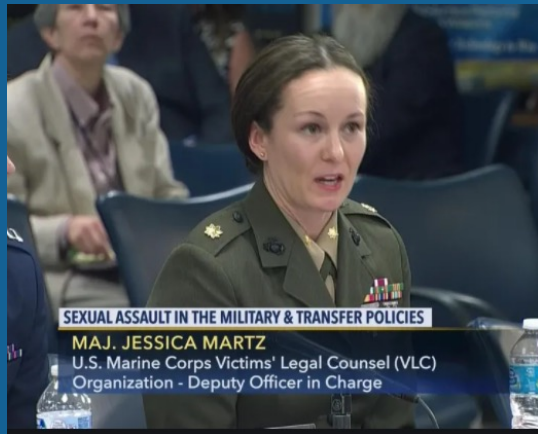 SEXUAL ASSAULT IN THE MILITARY & TRANSFER POLICIES
MAJ. JESSICA MARTZ
U.S. Marine Corps Victims' Legal Counsel (VLC)
Organization - Deputy Officer in Charge